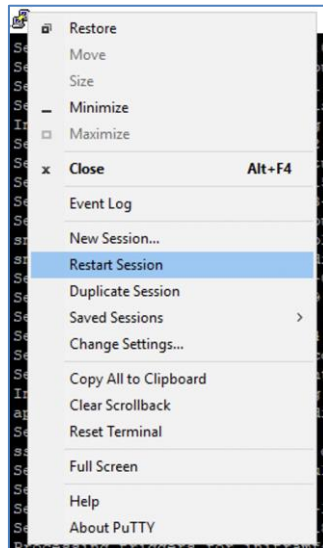 Restore
Move
Size
Minimize
Maximize
Close Alt+F4
Event Log
New Session...
Restart Session
Duplicate Session
Saved Sessions
Change Settings...
Copy All to Clipboard
Clear Scrollback
Reset Terminal
Full Screen
Help
About PuTTY